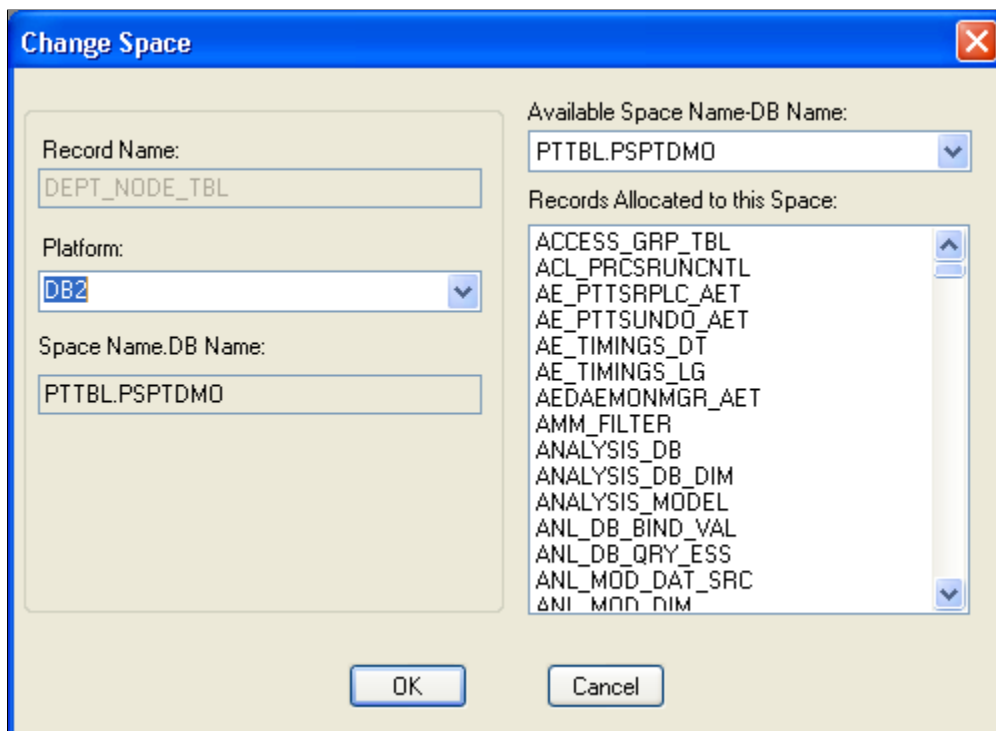 Change Space
Record Name:
DEPT_NODE_TBL
Platform:
DB2
Space Name.DB Name:
PTTBL.PSPTDMO
Available Space Name-DB Name:
PTTBL.PSPTDMO
Records Allocated to this Space:
ACCESS_GRP_TBL
ACL_PRCSRUNCNTL
AE_PTTSRPLC_AET
AE_PTTSUNDO_AET
AE_TIMINGS_DT
AE_TIMINGS_LG
AEDAEMONMGR_AET
AMM_FILTER
ANALYSIS_DB
ANALYSIS_DB_DIM
ANALYSIS_MODEL
ANL_DB_BIND_VAL
ANL_DB_QRY_ESS
ANL_MOD_DAT_SRC
ANL_MOD_DIM
OK
Cancel